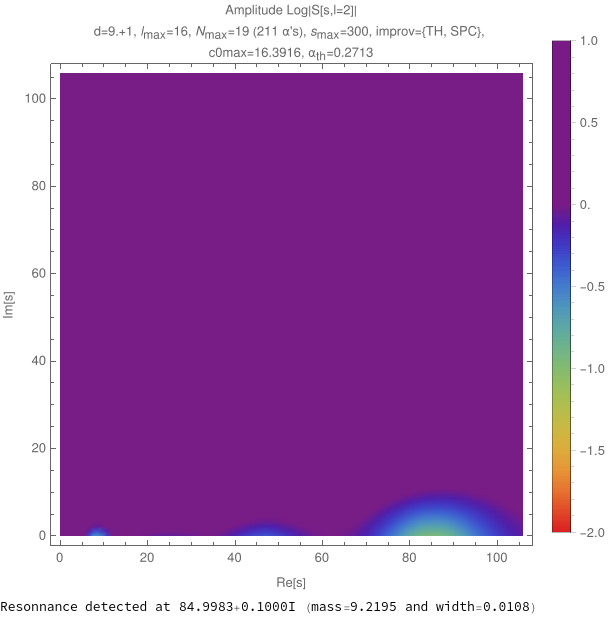 Amplitude Log|S[s,l=2]|
d=9.+1, lmax=16, Nmax=19 (211 α's), smax=300, improv={TH, SPC},
c0max=16.3916, αth=0.2713
1.0
100
0.5
80
0.
60
Im[s]
-0.5
40
-1.0
20
-1.5
0
-2.0
0 20 40 60 80 100
Re[s]
Resonnance detected at 84.9983+0.1000I (mass=9.2195 and width=0.0108)